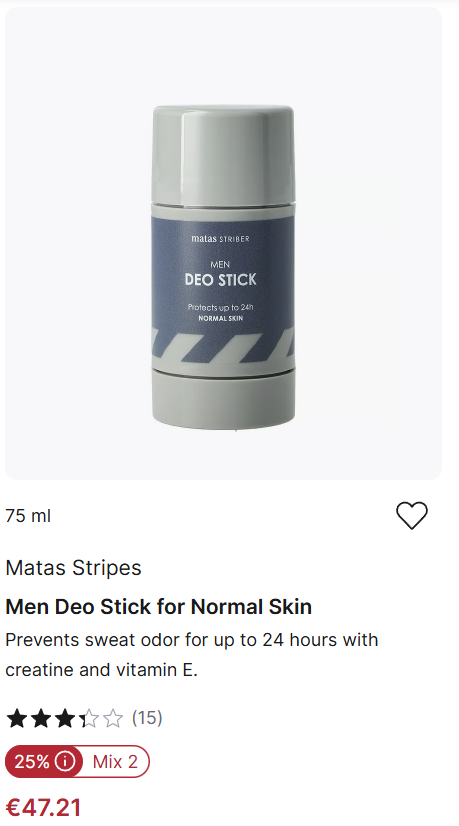 matas STRIBER
MEN
DEO STICK
Protects up to 24h
NORMAL SKIN
75 ml
Matas Stripes
Men Deo Stick for Normal Skin
Prevents sweat odor for up to 24 hours with
creatine and vitamin E.
(15)
25% Mix 2
€47.21